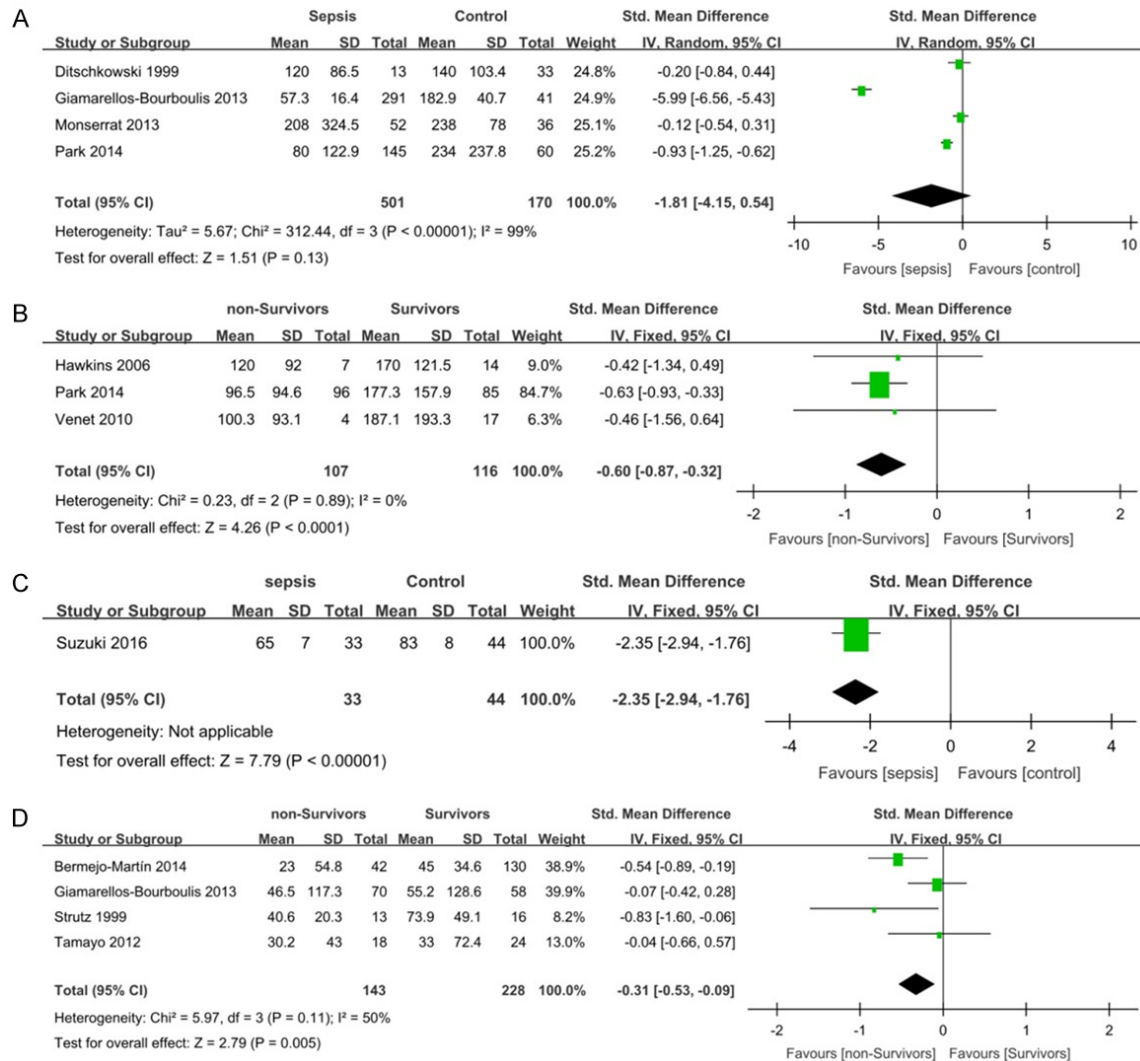 A
Sepsis Control Std. Mean Difference Std. Mean Difference
Study or Subgroup Mean SD Total Mean SD Total Weight IV, Random, 95% CI IV, Random, 95% CI
Ditschkowski 1999 120 86.5 13 140 103.4 33 24.8% -0.20 [-0.84, 0.44]
Giamarellos-Bourboulis 2013 57.3 16.4 291 182.9 40.7 41 24.9% -5.99 [-6.56, -5.43]
Monserrat 2013 208 324.5 52 238 78 36 25.1% -0.12 [-0.54, 0.31]
Park 2014 80 122.9 145 234 237.8 60 25.2% -0.93 [-1.25, -0.62]
Total (95% CI) 501 170 100.0% -1.81 [-4.15, 0.54]
Heterogeneity: Tau² = 5.67; Chi² = 312.44, df = 3 (P < 0.00001); I² = 99%
Test for overall effect: Z = 1.51 (P = 0.13)
-10 -5 0 5 10
Favours [sepsis] Favours [control]
B
non-Survivors Survivors Std. Mean Difference Std. Mean Difference
Study or Subgroup Mean SD Total Mean SD Total Weight IV, Fixed, 95% CI IV, Fixed, 95% CI
Hawkins 2006 120 92 7 170 121.5 14 9.0% -0.42 [-1.34, 0.49]
Park 2014 96.5 94.6 96 177.3 157.9 85 84.7% -0.63 [-0.93, -0.33]
Venet 2010 100.3 93.1 4 187.1 193.3 17 6.3% -0.46 [-1.56, 0.64]
Total (95% CI) 107 116 100.0% -0.60 [-0.87, -0.32]
Heterogeneity: Chi² = 0.23, df = 2 (P = 0.89); I² = 0%
Test for overall effect: Z = 4.26 (P < 0.0001)
-2 -1 0 1 2
Favours [non-Survivors] Favours [Survivors]
C
sepsis Control Std. Mean Difference Std. Mean Difference
Study or Subgroup Mean SD Total Mean SD Total Weight IV, Fixed, 95% CI IV, Fixed, 95% CI
Suzuki 2016 65 7 33 83 8 44 100.0% -2.35 [-2.94, -1.76]
Total (95% CI) 33 44 100.0% -2.35 [-2.94, -1.76]
Heterogeneity: Not applicable
Test for overall effect: Z = 7.79 (P < 0.00001)
-4 -2 0 2 4
Favours [sepsis] Favours [control]
D
non-Survivors Survivors Std. Mean Difference Std. Mean Difference
Study or Subgroup Mean SD Total Mean SD Total Weight IV, Fixed, 95% CI IV, Fixed, 95% CI
Bermejo-Martín 2014 23 54.8 42 45 34.6 130 38.9% -0.54 [-0.89, -0.19]
Giamarellos-Bourboulis 2013 46.5 117.3 70 55.2 128.6 58 39.9% -0.07 [-0.42, 0.28]
Strutz 1999 40.6 20.3 13 73.9 49.1 16 8.2% -0.83 [-1.60, -0.06]
Tamayo 2012 30.2 43 18 33 72.4 24 13.0% -0.04 [-0.66, 0.57]
Total (95% CI) 143 228 100.0% -0.31 [-0.53, -0.09]
Heterogeneity: Chi² = 5.97, df = 3 (P = 0.11); I² = 50%
Test for overall effect: Z = 2.79 (P = 0.005)
-2 -1 0 1 2
Favours [non-Survivors] Favours [Survivors]